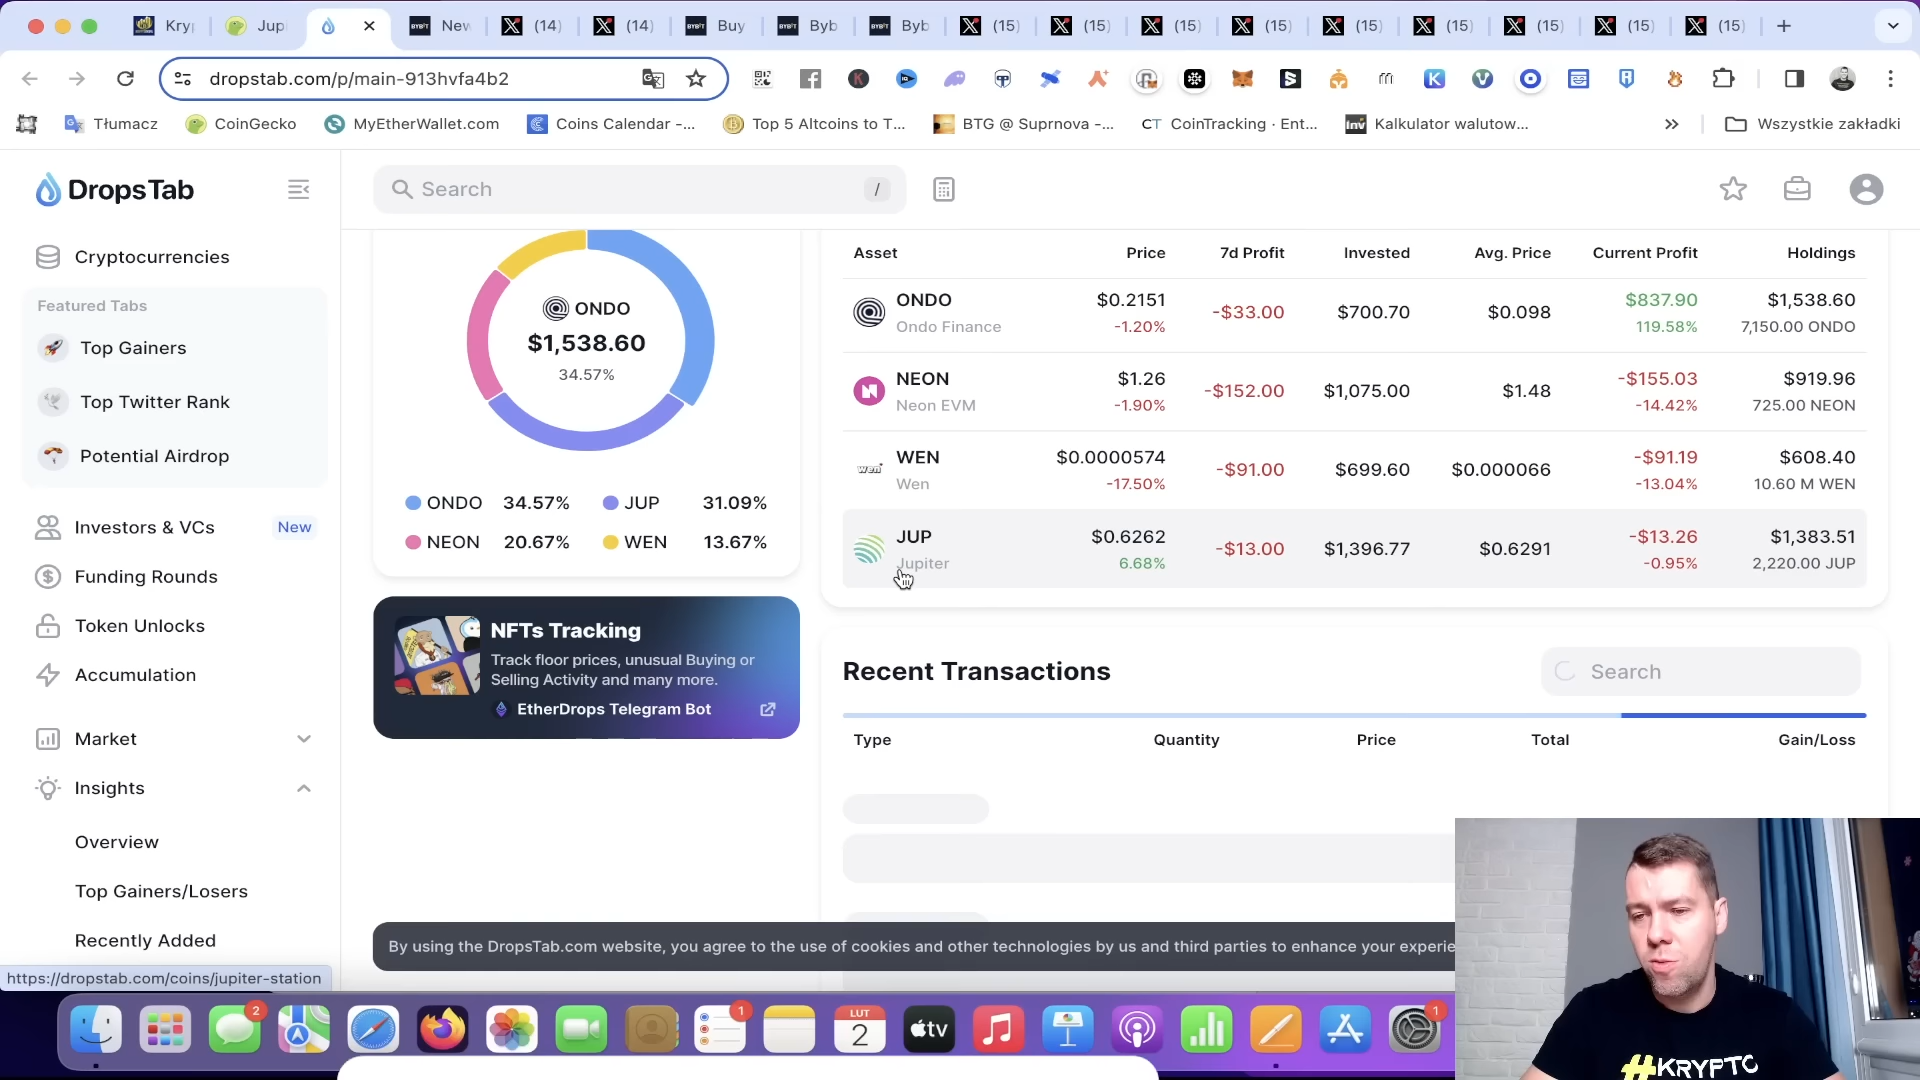 Kry
Jupi
New
(14)
(14)
Buy
Byb
Byb
(15)
(15)
(15)
(15)
(15)
(15)
(15)
(15)
(15)
dropstab.com/p/main-913hvfa4b2
Tłumacz
CoinGecko
MyEtherWallet.com
Coins Calendar -...
Top 5 Altcoins to T...
BTG @ Suprnova -...
CT CoinTracking · Ent...
Inv Kalkulator walutow...
Wszystkie zakładki
DropsTab
Search /
Cryptocurrencies
Featured Tabs
Top Gainers
Top Twitter Rank
Potential Airdrop
Investors & VCs New
Funding Rounds
Token Unlocks
Accumulation
Market
Insights
Overview
Top Gainers/Losers
Recently Added
https://dropstab.com/coins/jupiter-station
ONDO
$1,538.60
34.57%
ONDO 34.57% JUP 31.09%
NEON 20.67% WEN 13.67%
NFTs Tracking
Track floor prices, unusual Buying or
Selling Activity and many more.
EtherDrops Telegram Bot
Asset Price 7d Profit Invested Avg. Price Current Profit Holdings
ONDO $0.2151 -$33.00 $700.70 $0.098 $837.90 $1,538.60
Ondo Finance -1.20% 119.58% 7,150.00 ONDO
NEON $1.26 -$152.00 $1,075.00 $1.48 -$155.03 $919.96
Neon EVM -1.90% -14.42% 725.00 NEON
wen WEN $0.0000574 -$91.00 $699.60 $0.000066 -$91.19 $608.40
Wen -17.50% -13.04% 10.60 M WEN
JUP $0.6262 -$13.00 $1,396.77 $0.6291 -$13.26 $1,383.51
Jupiter 6.68% -0.95% 2,220.00 JUP
Recent Transactions
Search
Type Quantity Price Total Gain/Loss
By using the DropsTab.com website, you agree to the use of cookies and other technologies by us and third parties to enhance your experie
2
1
LUT
2
tv
1
#KRYPTO